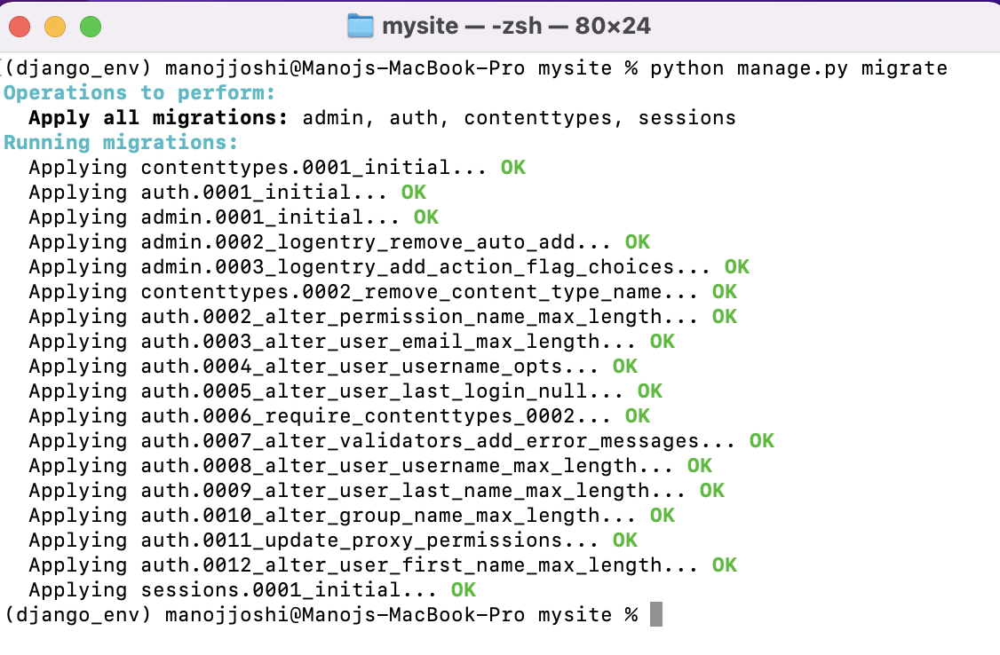 mysite — -zsh — 80×24
(django_env) manojjoshi@Manojs-MacBook-Pro mysite % python manage.py migrate
Operations to perform:
  Apply all migrations: admin, auth, contenttypes, sessions
Running migrations:
  Applying contenttypes.0001_initial... OK
  Applying auth.0001_initial... OK
  Applying admin.0001_initial... OK
  Applying admin.0002_logentry_remove_auto_add... OK
  Applying admin.0003_logentry_add_action_flag_choices... OK
  Applying contenttypes.0002_remove_content_type_name... OK
  Applying auth.0002_alter_permission_name_max_length... OK
  Applying auth.0003_alter_user_email_max_length... OK
  Applying auth.0004_alter_user_username_opts... OK
  Applying auth.0005_alter_user_last_login_null... OK
  Applying auth.0006_require_contenttypes_0002... OK
  Applying auth.0007_alter_validators_add_error_messages... OK
  Applying auth.0008_alter_user_username_max_length... OK
  Applying auth.0009_alter_user_last_name_max_length... OK
  Applying auth.0010_alter_group_name_max_length... OK
  Applying auth.0011_update_proxy_permissions... OK
  Applying auth.0012_alter_user_first_name_max_length... OK
  Applying sessions.0001_initial... OK
(django_env) manojjoshi@Manojs-MacBook-Pro mysite %